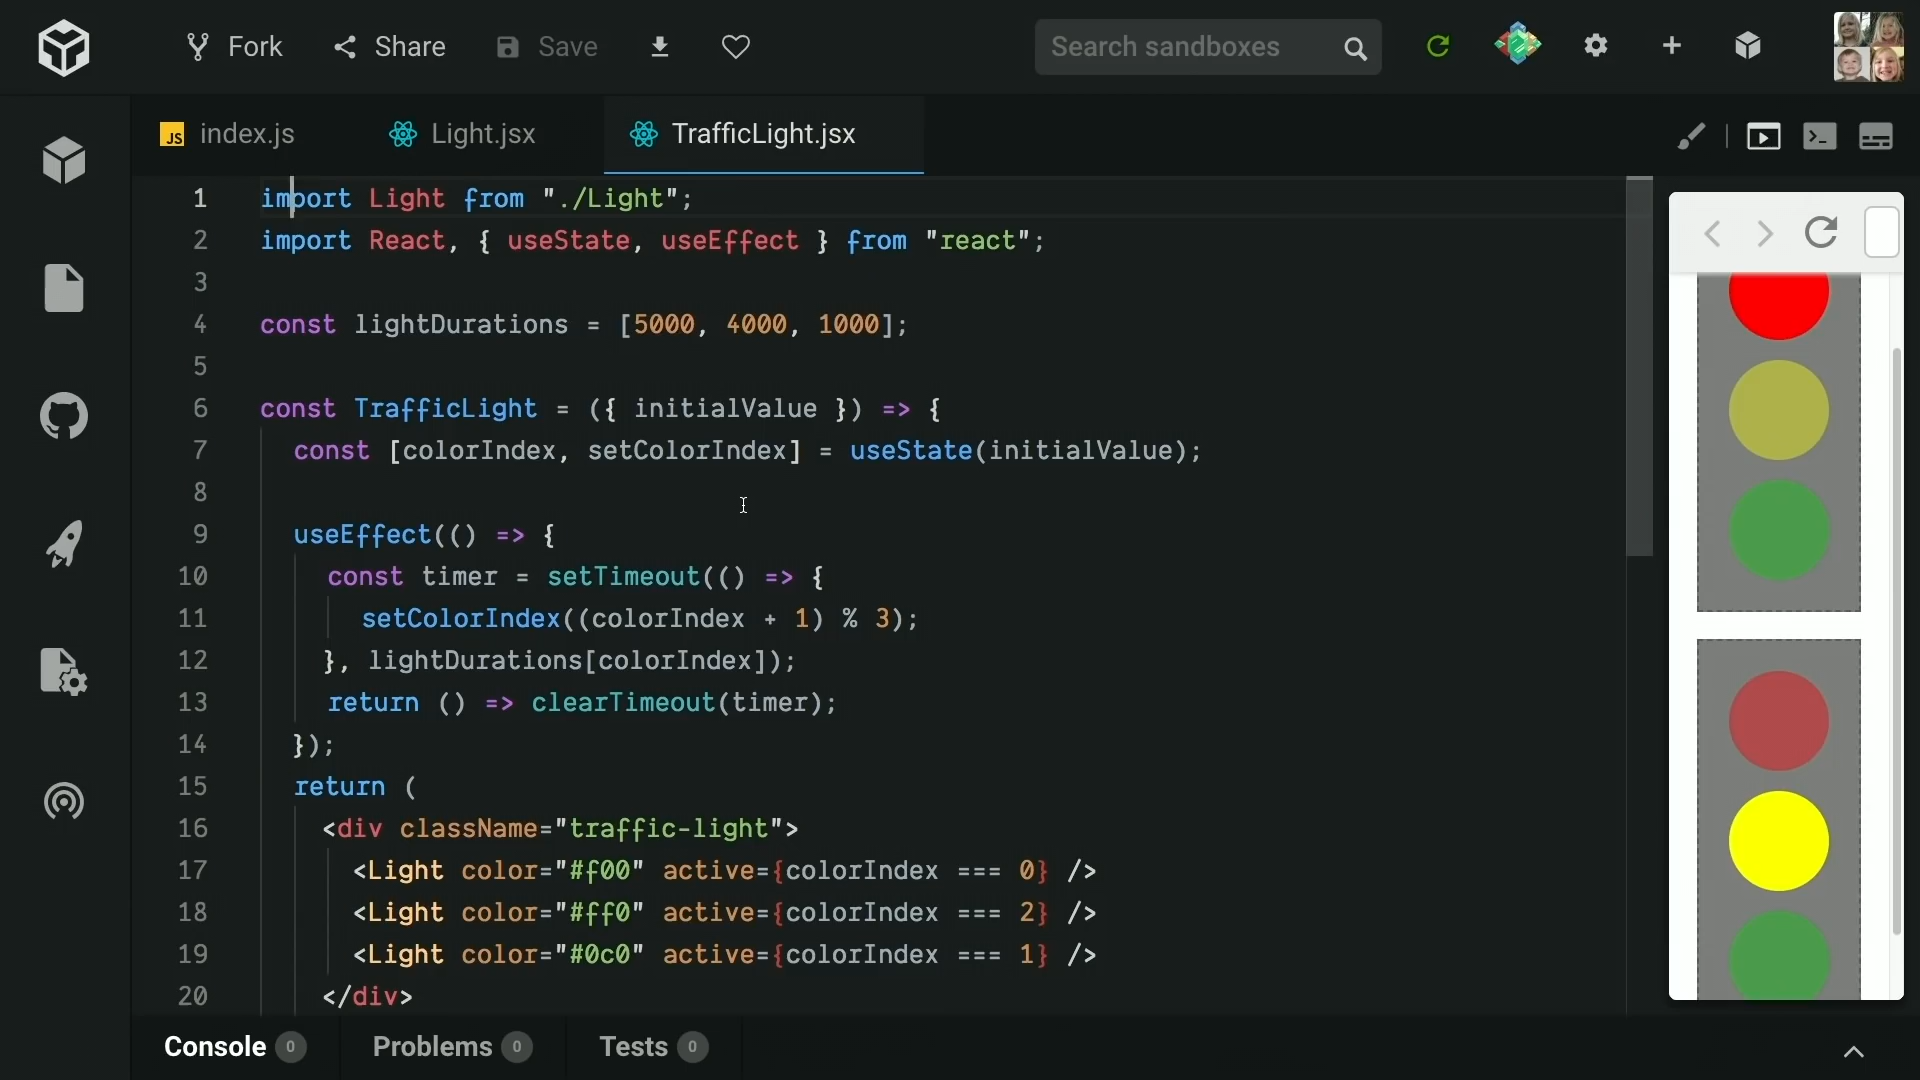 Fork Share Save Search sandboxes
JS index.js Light.jsx TrafficLight.jsx
1 import Light from "./Light";
2 import React, { useState, useEffect } from "react";
3
4 const lightDurations = [5000, 4000, 1000];
5
6 const TrafficLight = ({ initialValue }) => {
7 const [colorIndex, setColorIndex] = useState(initialValue);
8
9 useEffect(() => {
10 const timer = setTimeout(() => {
11 setColorIndex((colorIndex + 1) % 3);
12 }, lightDurations[colorIndex]);
13 return () => clearTimeout(timer);
14 });
15 return (
16 <div className="traffic-light">
17 <Light color="#f00" active={colorIndex === 0} />
18 <Light color="#ff0" active={colorIndex === 2} />
19 <Light color="#0c0" active={colorIndex === 1} />
20 </div>
Console 0 Problems 0 Tests 0